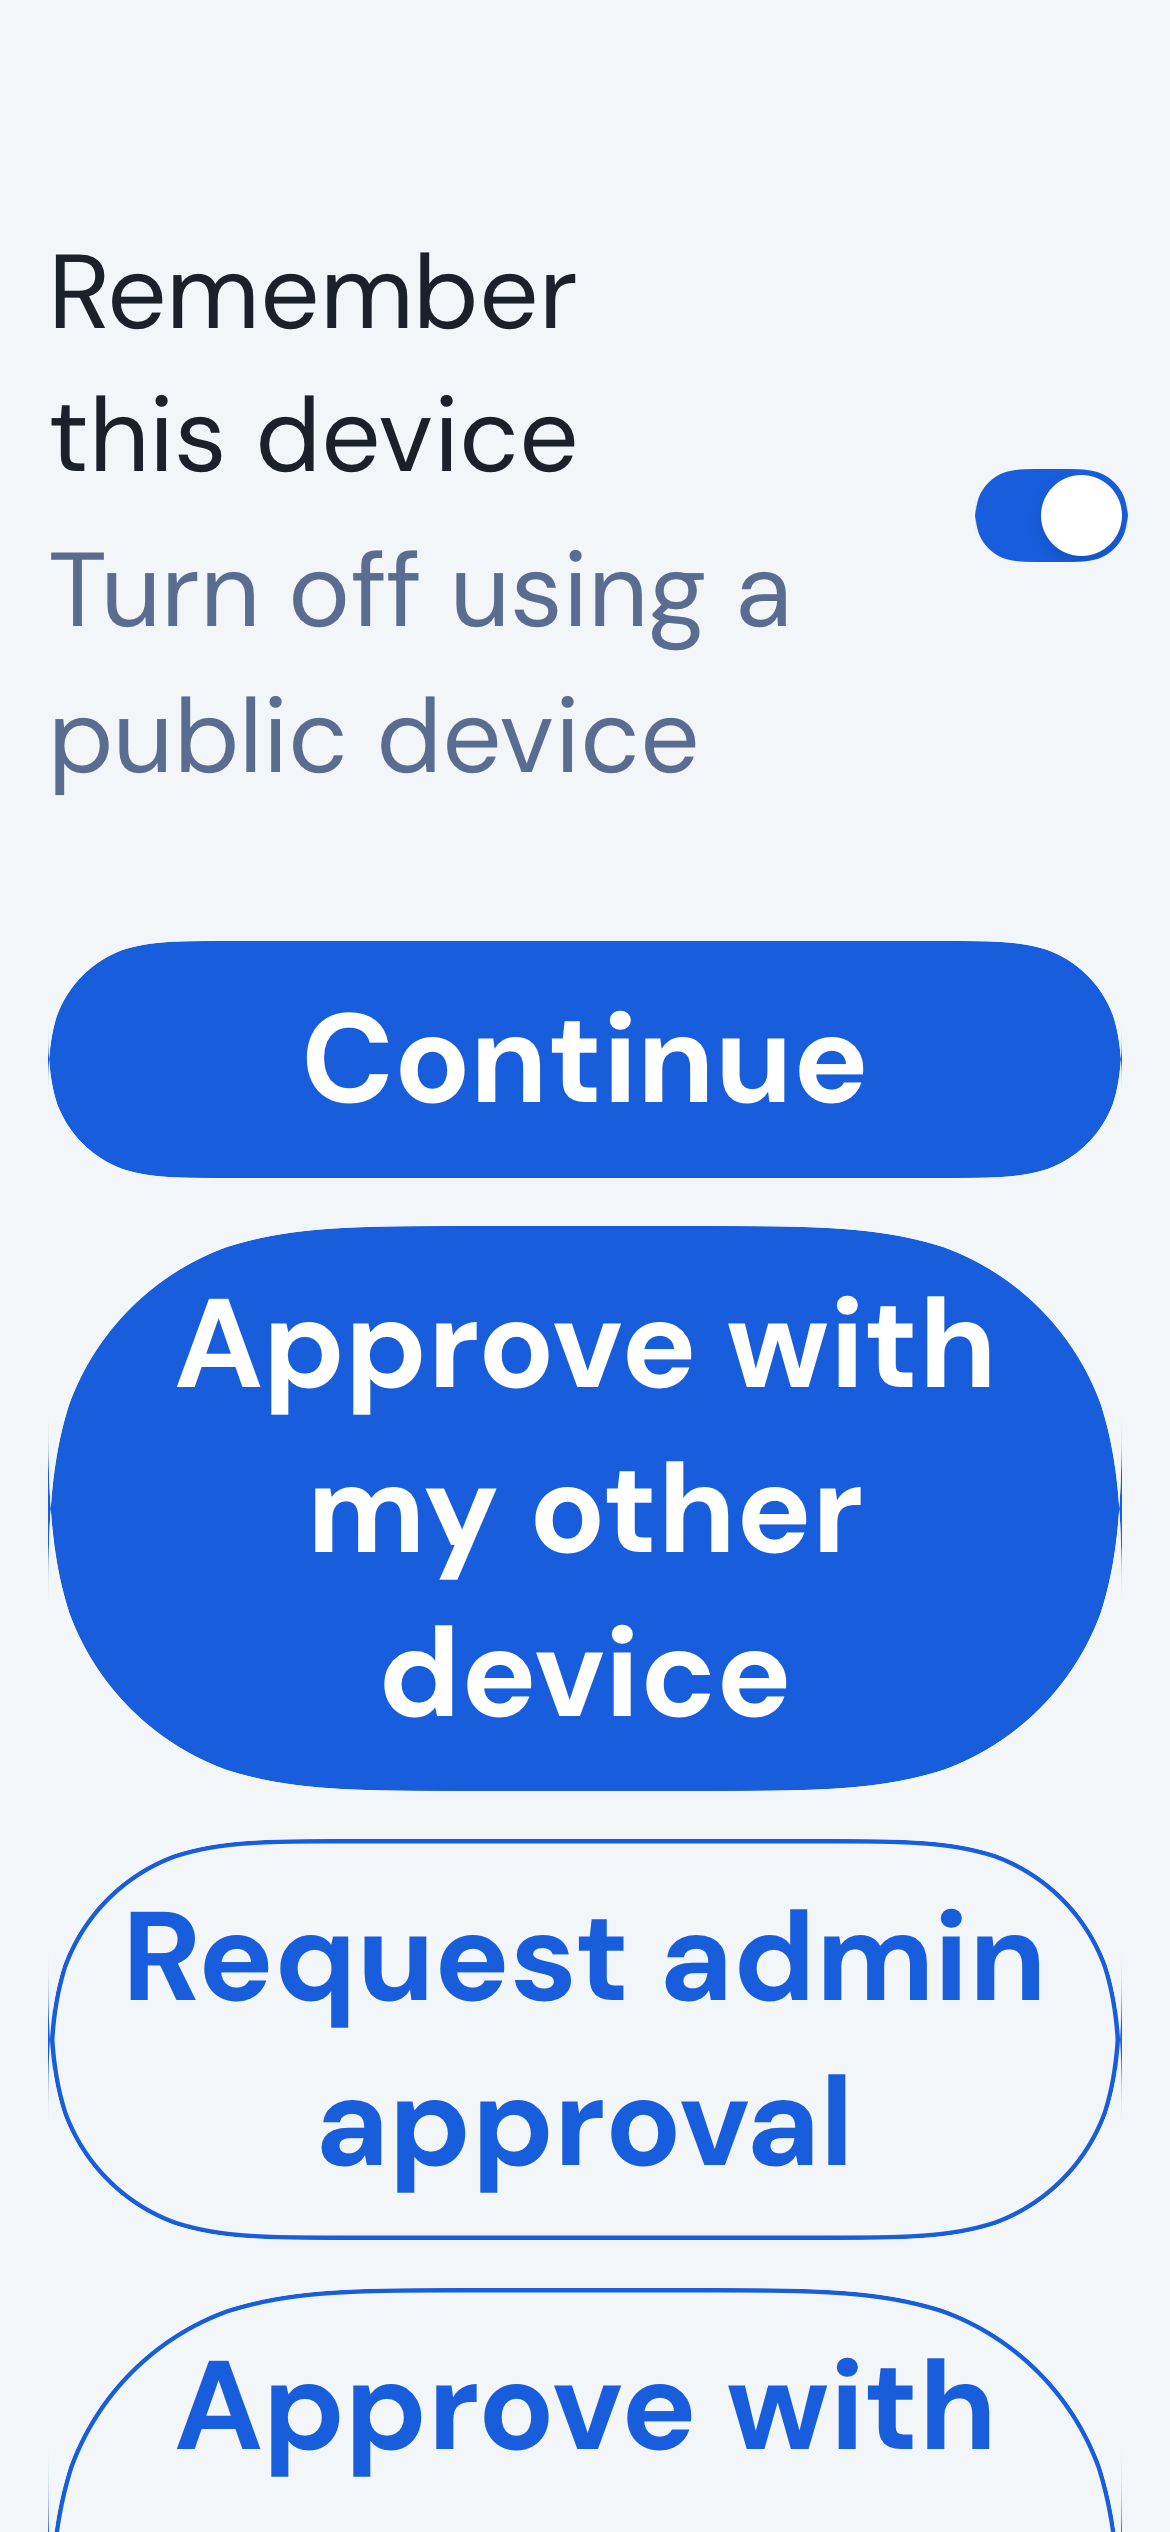 Remember
this device
Turn off using a
public device
Continue
Approve with
my other
device
Request admin
approval
Approve with